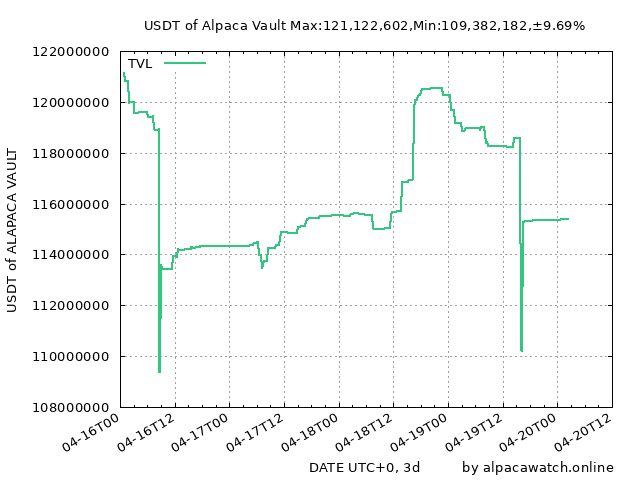 USDT of Alpaca Vault Max:121,122,602,Min:109,382,182,±9.69%
TVL
122000000
120000000
118000000
116000000
114000000
112000000
110000000
108000000
USDT of ALAPACA VAULT
04-16T00
04-16T12
04-17T00
04-17T12
04-18T00
04-18T12
04-19T00
04-19T12
04-20T00
04-20T12
DATE UTC+0, 3d
by alpacawatch.online